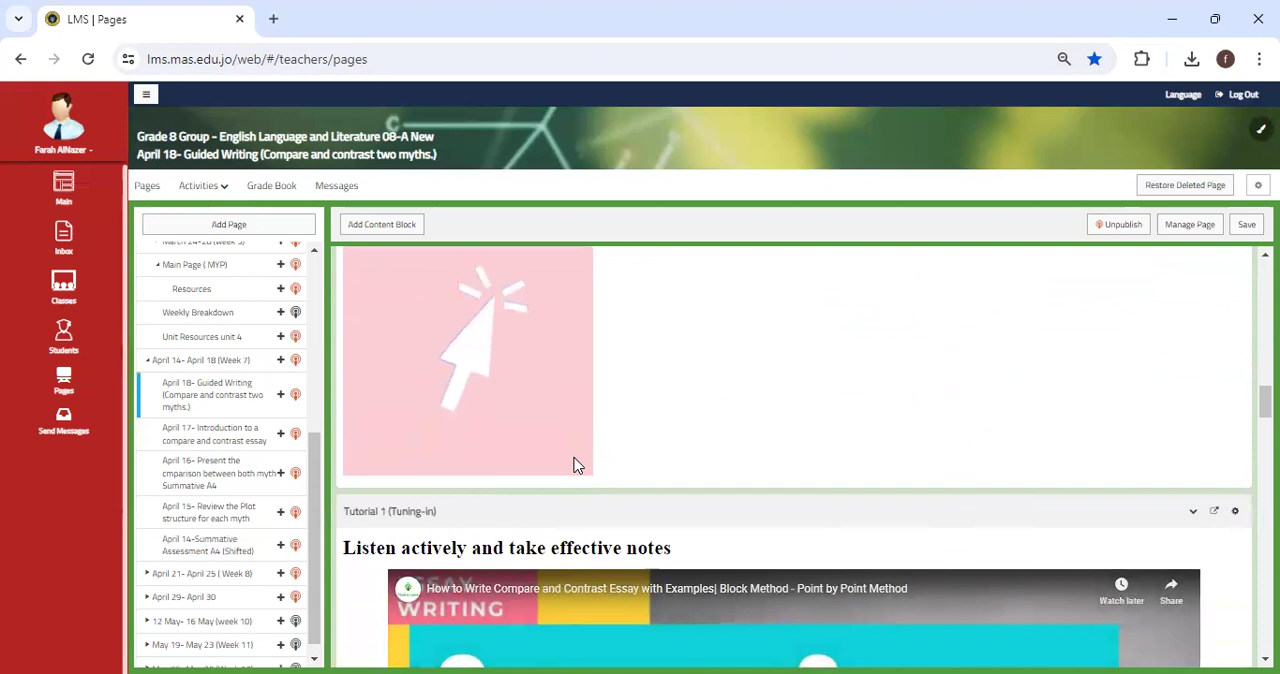 LMS | Pages
lms.mas.edu.jo/web/#/teachers/pages
f
Language
Log Out
Farah AlNazer
Grade 8 Group - English Language and Literature 08-A New
April 18- Guided Writing (Compare and contrast two myths.)
Pages
Activities
Grade Book
Messages
Restore Deleted Page
Main
Inbox
Classes
Students
Pages
Send Messages
Add Page
March 24-28 (Week 5)
Main Page ( MYP)
Resources
Weekly Breakdown
Unit Resources unit 4
April 14- April 18 (Week 7)
April 18- Guided Writing
(Compare and contrast two
myths.)
April 17- Introduction to a
compare and contrast essay
April 16- Present the
cmparison between both myth
Summative A4
April 15- Review the Plot
structure for each myth
April 14-Summative
Assessment A4 (Shifted)
April 21- April 25 ( Week 8)
April 29- April 30
12 May- 16 May (week 10)
May 19- May 23 (Week 11)
Add Content Block
Unpublish
Manage Page
Save
Tutorial 1 (Tuning-in)
Listen actively and take effective notes
How to Write Compare and Contrast Essay with Examples| Block Method - Point by Point Method
WRITING
Watch later
Share